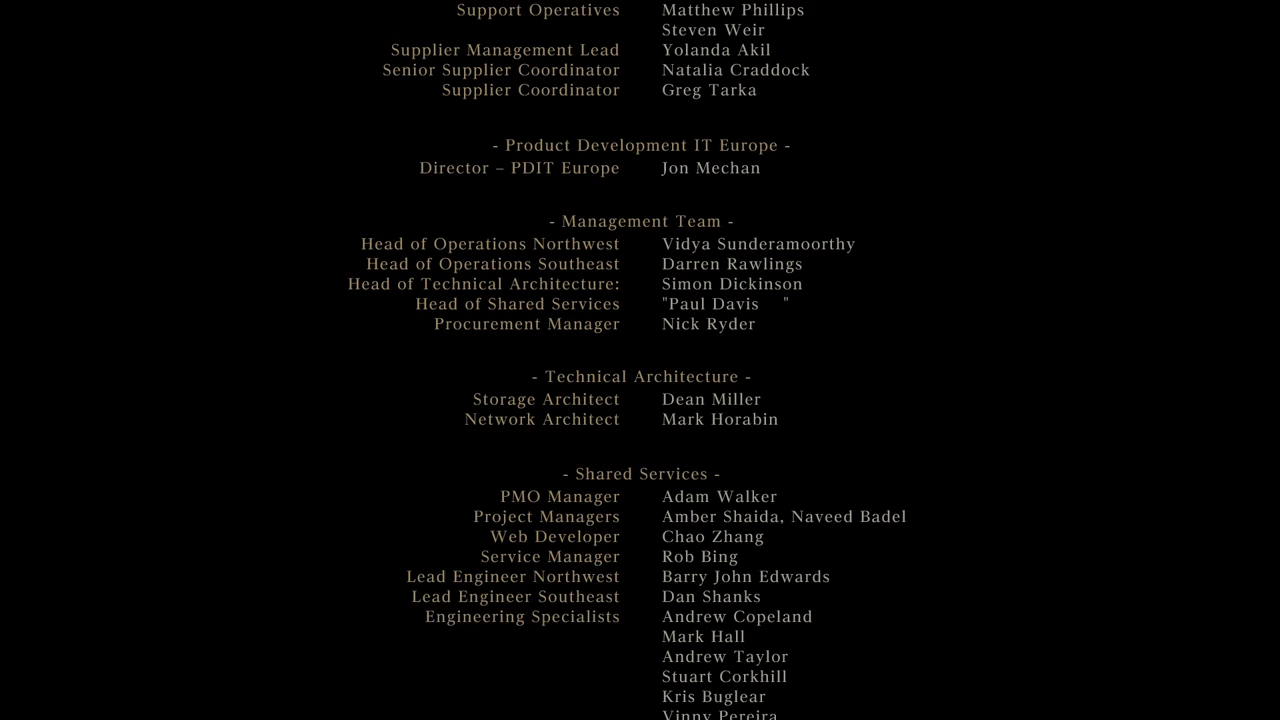 Support Operatives Matthew Phillips
Steven Weir
Supplier Management Lead Yolanda Akil
Senior Supplier Coordinator Natalia Craddock
Supplier Coordinator Greg Tarka
- Product Development IT Europe -
Director – PDIT Europe Jon Mechan
- Management Team -
Head of Operations Northwest Vidya Sunderamoorthy
Head of Operations Southeast Darren Rawlings
Head of Technical Architecture: Simon Dickinson
Head of Shared Services "Paul Davis "
Procurement Manager Nick Ryder
- Technical Architecture -
Storage Architect Dean Miller
Network Architect Mark Horabin
- Shared Services -
PMO Manager Adam Walker
Project Managers Amber Shaida, Naveed Badel
Web Developer Chao Zhang
Service Manager Rob Bing
Lead Engineer Northwest Barry John Edwards
Lead Engineer Southeast Dan Shanks
Engineering Specialists Andrew Copeland
Mark Hall
Andrew Taylor
Stuart Corkhill
Kris Buglear
Vinny Pereira